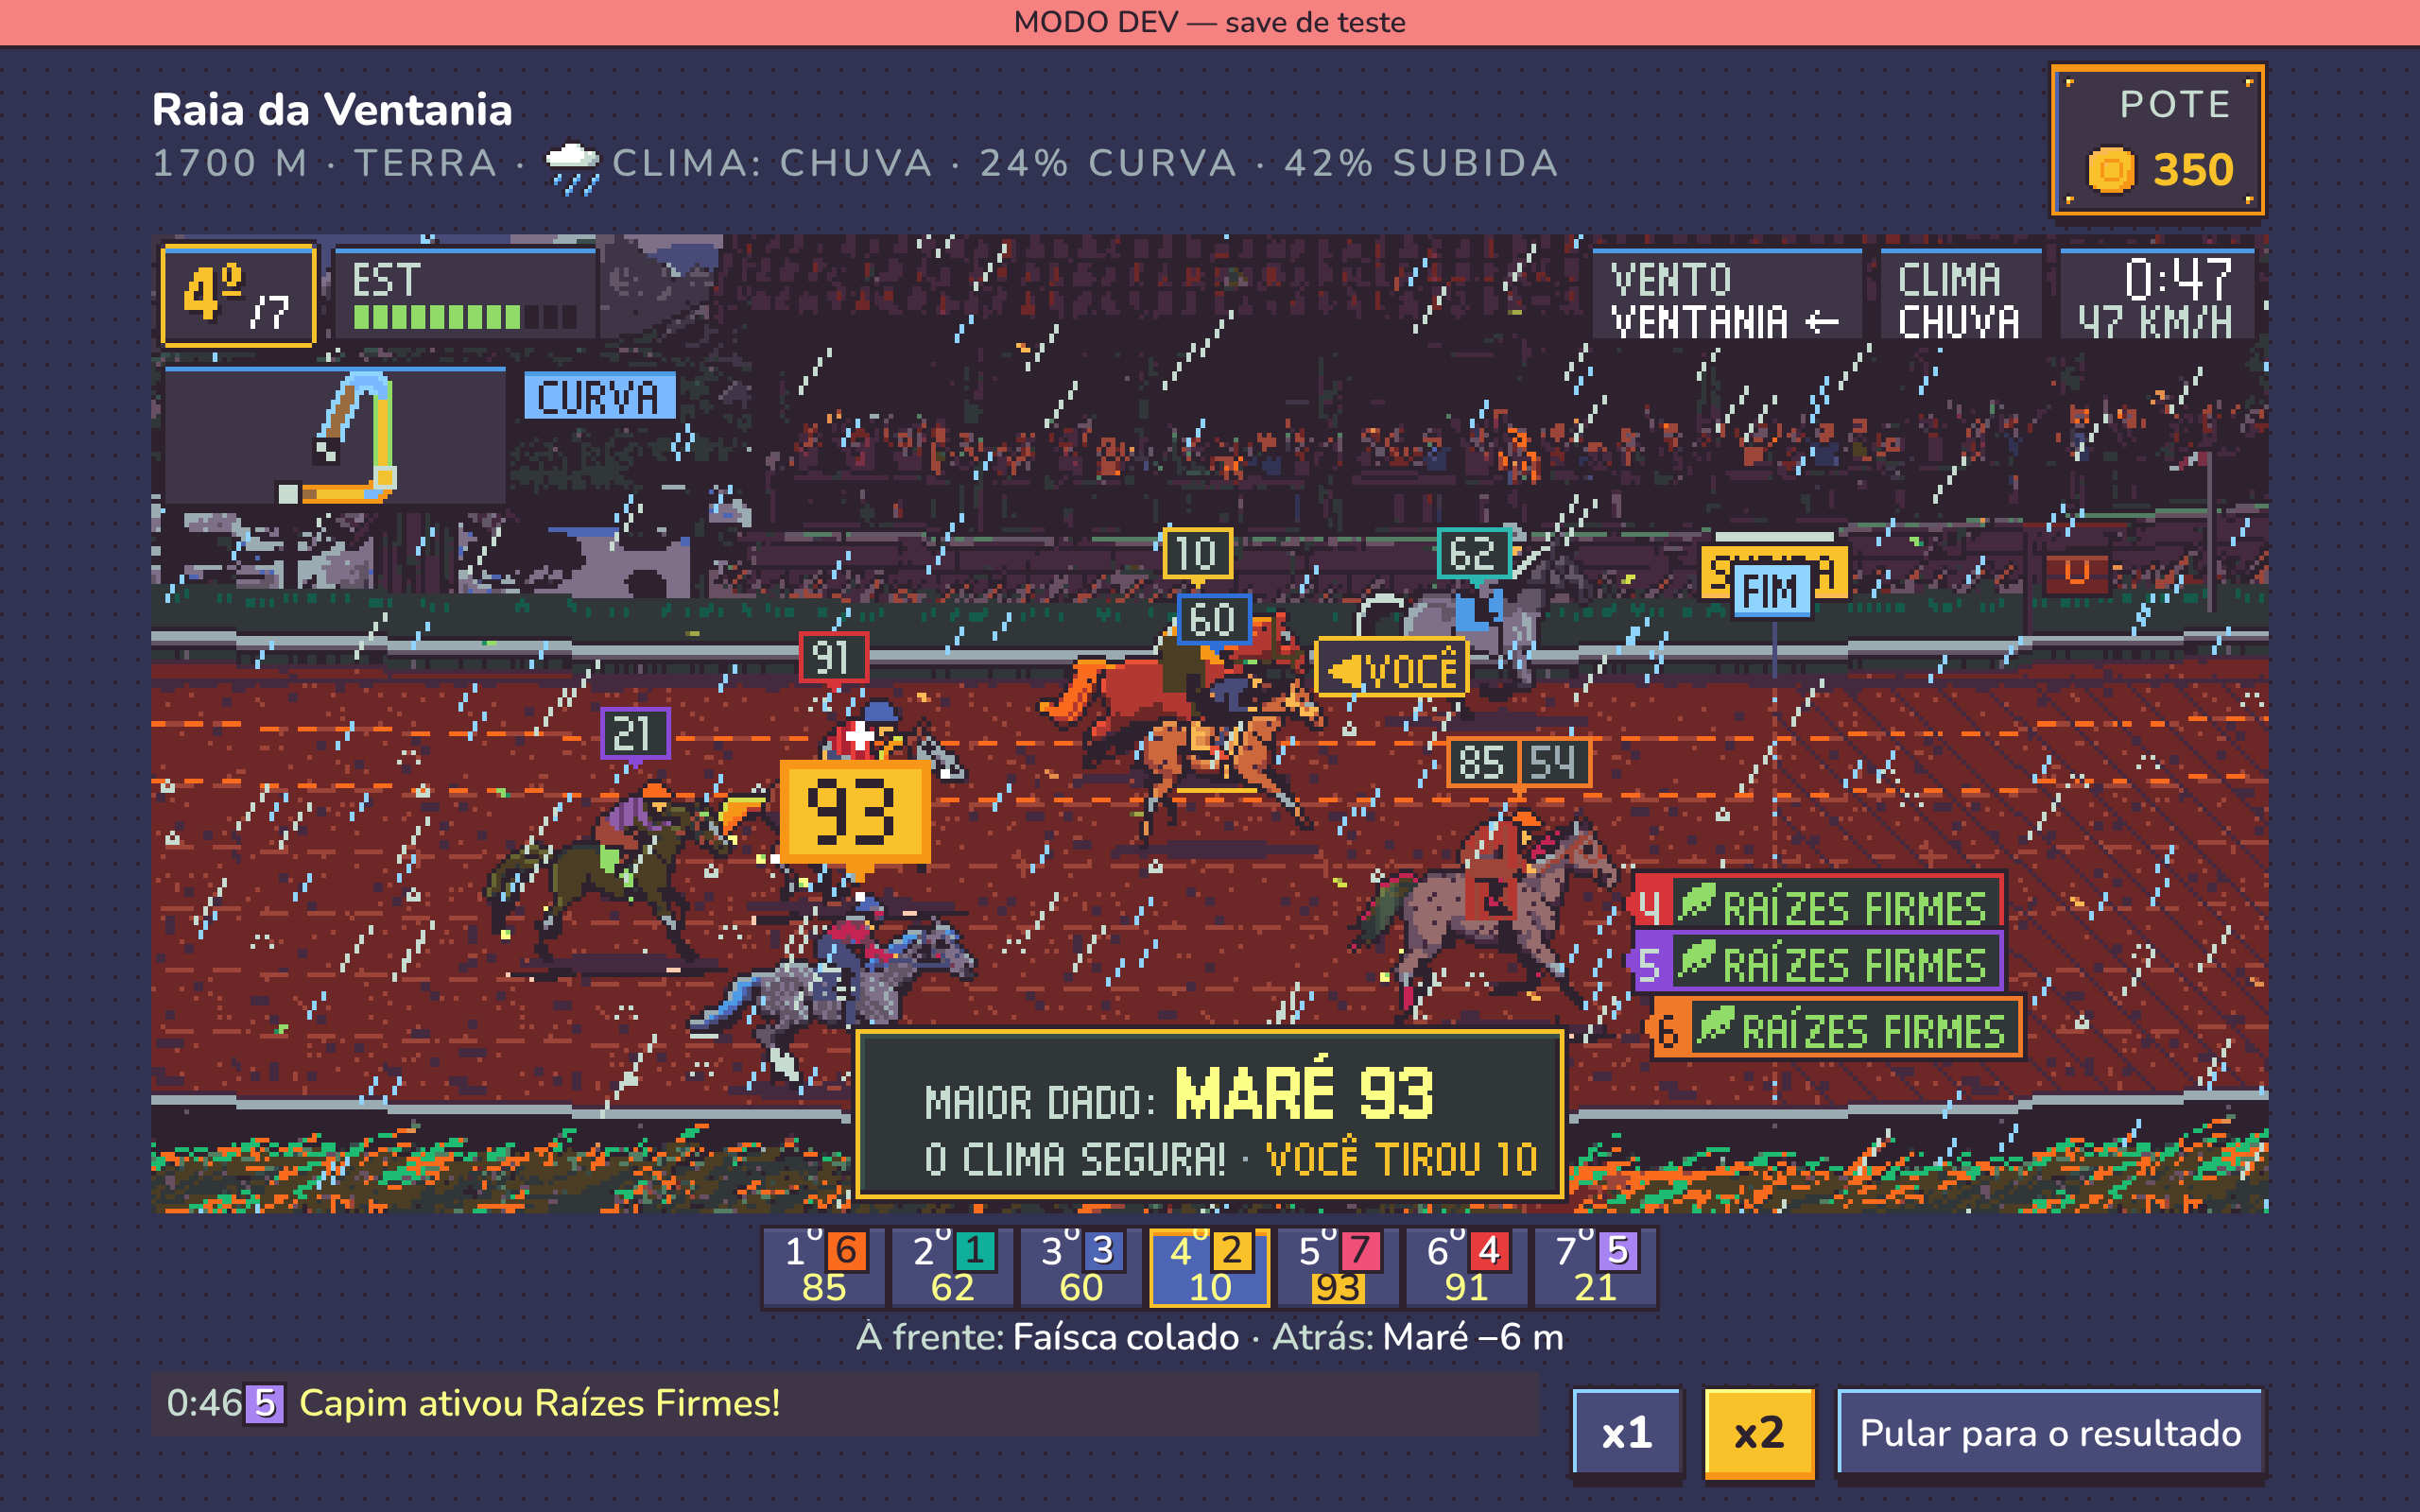 MODO DEV — save de teste
Raia da Ventania
1700 M · TERRA · CLIMA: CHUVA · 24% CURVA · 42% SUBIDA
POTE
350
4º /7
EST
VENTO
VENTANIA ←
CLIMA
CHUVA
0:47
47 KM/H
CURVA
10
62
FIM
60
91
◀VOCÊ
21
85 54
93
4 RAÍZES FIRMES
5 RAÍZES FIRMES
6 RAÍZES FIRMES
MAIOR DADO: MARÉ 93
O CLIMA SEGURA! · VOCÊ TIROU 10
1º 6 2º 1 3º 3 4º 2 5º 7 6º 4 7º 5
85 62 60 10 93 91 21
À frente: Faísca colado · Atrás: Maré −6 m
0:46 5 Capim ativou Raízes Firmes!
x1
x2
Pular para o resultado